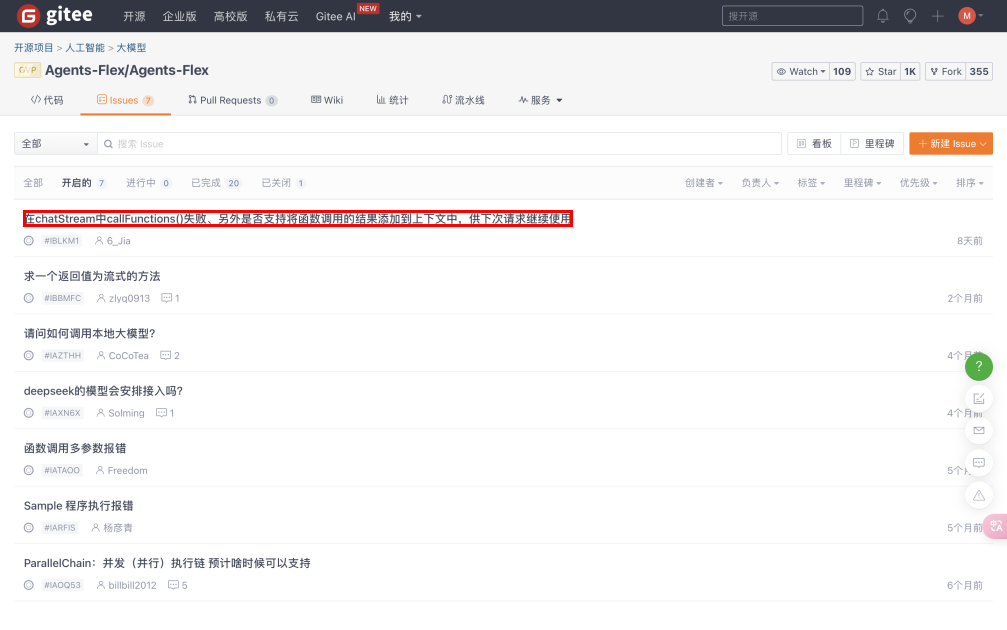 gitee 开源 企业版 高校版 私有云 Gitee AI NEW 我的 搜开源 M
开源项目 > 人工智能 > 大模型
GVP Agents-Flex/Agents-Flex Watch 109 Star 1K Fork 355
代码 Issues 7 Pull Requests 0 Wiki 统计 流水线 服务
全部 搜索 Issue 看板 里程碑 新建 Issue
全部 开启的 7 进行中 0 已完成 20 已关闭 1 创建者 负责人 标签 里程碑 优先级 排序
在chatStream中callFunctions()失败、另外是否支持将函数调用的结果添加到上下文中，供下次请求继续使用
#IBLKM1 6_Jia 8天前
求一个返回值为流式的方法
#IBBMFC zlyq0913 1 2个月前
请问如何调用本地大模型?
#IAZTHH CoCoTea 2 4个月前
?
deepseek的模型会安排接入吗?
#IAXN6X Solming 1 4个月前
函数调用多参数报错
#IATAOO Freedom 5个月
Sample 程序执行报错
#IARFIS 杨彦青 5个月前
ParallelChain：并发（并行）执行链 预计啥时候可以支持
#IAOQ53 billbill2012 5 6个月前